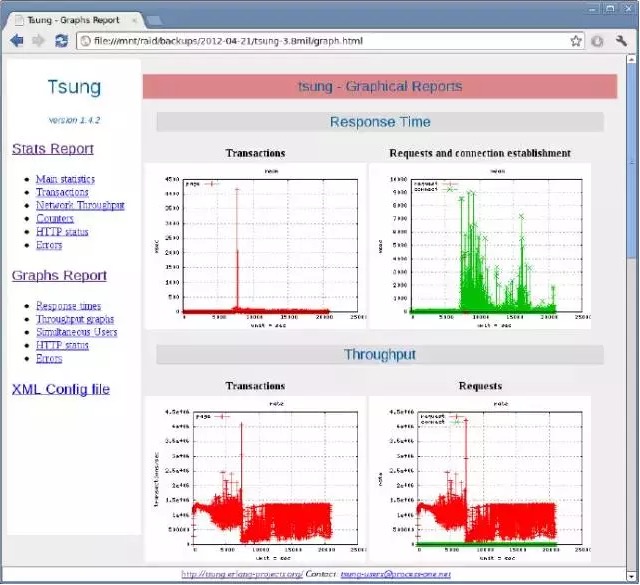 Tsung - Graphs Report
file:///mnt/raid/backups/2012-04-21/tsung-3.8mil/graph.html
Tsung
version 1.4.2
Stats Report
Main statistics
Transactions
Network Throughput
Counters
HTTP status
Errors
Graphs Report
Response times
Throughput graphs
Simultaneous Users
HTTP status
Errors
XML Config file
tsung - Graphical Reports
Response Time
Transactions
mean
page
msec
4500
4000
3500
3000
2500
2000
1500
1000
500
0
0 5000 10000 15000 20000 25000
unit = sec
Requests and connection establishment
mean
request
connect
msec
10000
9000
8000
7000
6000
5000
4000
3000
2000
1000
0
0 5000 10000 15000 20000 25000
unit = sec
Throughput
Transactions
rate
page
transactions/sec
4.5e+06
4e+06
3.5e+06
3e+06
2.5e+06
2e+06
1.5e+06
1e+06
500000
0
0 5000 10000 15000 20000 25000
unit = sec
Requests
rate
request
connect
rate
4.5e+06
4e+06
3.5e+06
3e+06
2.5e+06
2e+06
1.5e+06
1e+06
500000
0
0 5000 10000 15000 20000 25000
unit = sec
http://tsung.erlang-projects.org/ Contact: tsung-users@process-one.net